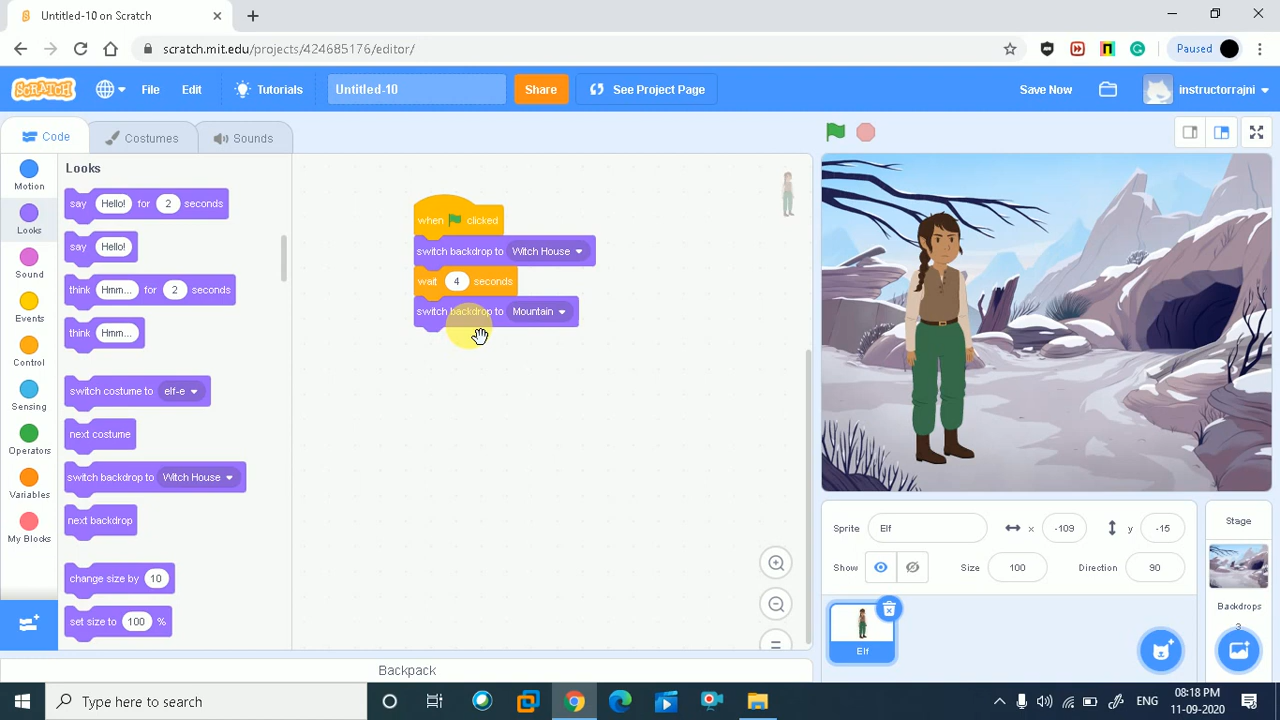 Untitled-10 on Scratch
scratch.mit.edu/projects/424685176/editor/
Paused
SCRATCH
File
Edit
Tutorials
Untitled-10
Share
See Project Page
Save Now
instructorrajni
Code
Costumes
Sounds
Motion
Looks
Sound
Events
Control
Sensing
Operators
Variables
My Blocks
Looks
say Hello! for 2 seconds
say Hello!
think Hmm... for 2 seconds
think Hmm...
switch costume to elf-e
next costume
switch backdrop to Witch House
next backdrop
change size by 10
set size to 100 %
when clicked
switch backdrop to Witch House
wait 4 seconds
switch backdrop to Mountain
Sprite Elf x -109 y -15
Show Size 100 Direction 90
Elf
Stage
Backdrops
3
Backpack
Type here to search
ENG
08:18 PM
11-09-2020